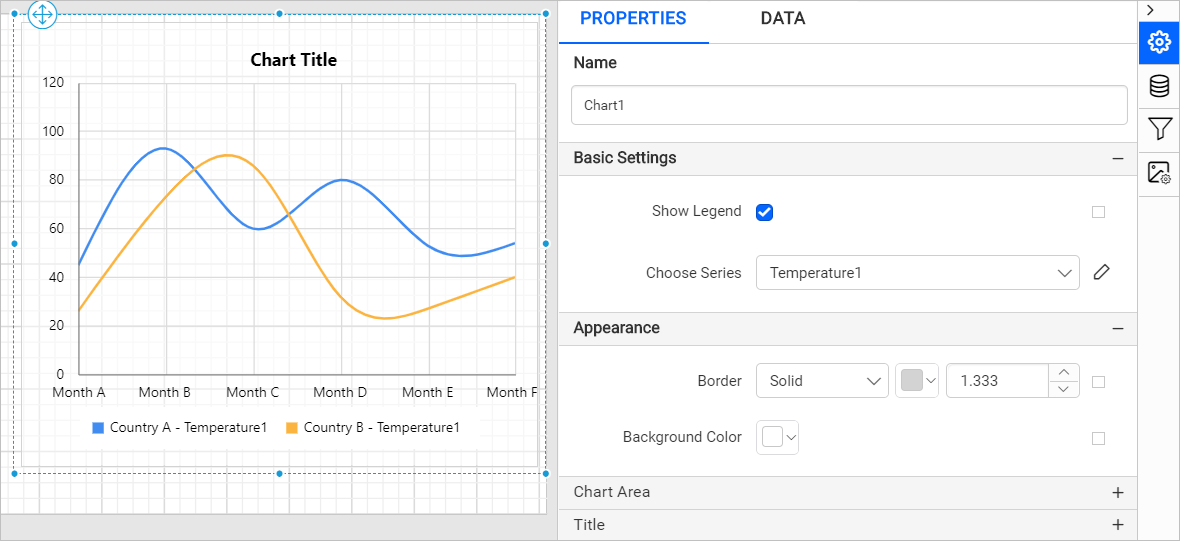 Chart Title
120
100
80
60
40
20
0
Month A Month B Month C Month D Month E Month F
Country A - Temperature1 Country B - Temperature1
PROPERTIES DATA
Name
Chart1
Basic Settings
Show Legend
Choose Series Temperature1
Appearance
Border Solid 1.333
Background Color
Chart Area
Title